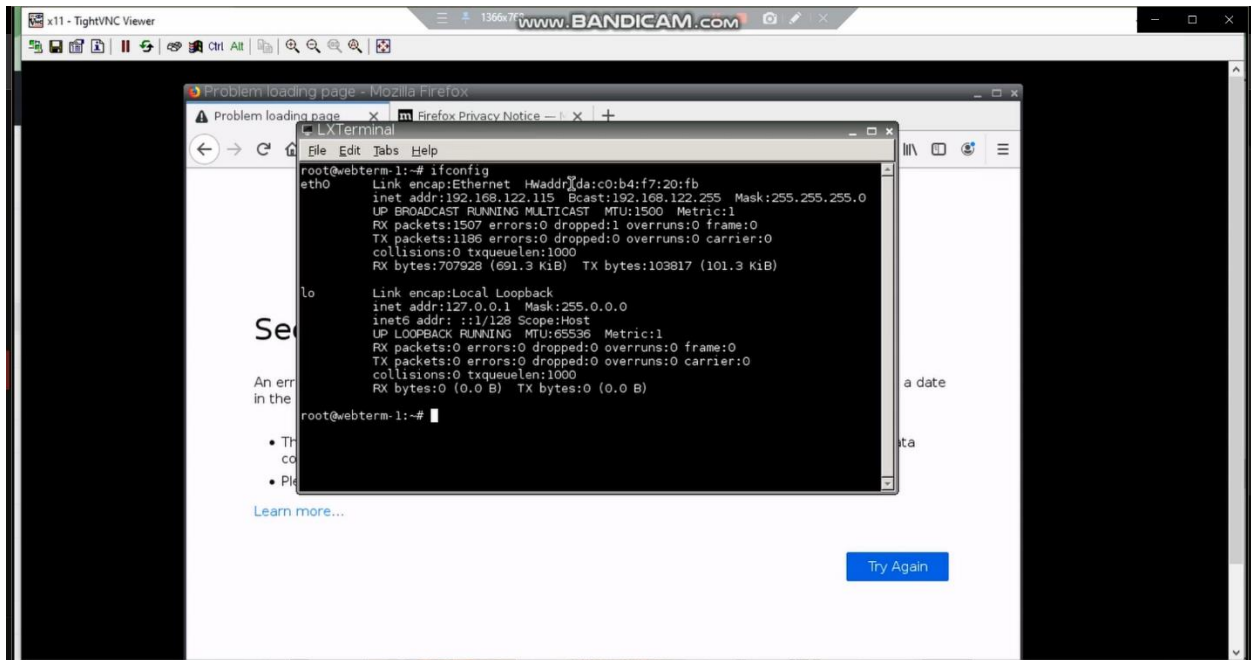 x11 - TightVNC Viewer
www.BANDICAM.com
Ctrl Alt
Problem loading page - Mozilla Firefox
Problem loading page
Firefox Privacy Notice —
LXTerminal
File Edit Tabs Help
root@webterm-1:~# ifconfig
eth0 Link encap:Ethernet HWaddr da:c0:b4:f7:20:fb
inet addr:192.168.122.115 Bcast:192.168.122.255 Mask:255.255.255.0
UP BROADCAST RUNNING MULTICAST MTU:1500 Metric:1
RX packets:1507 errors:0 dropped:1 overruns:0 frame:0
TX packets:1186 errors:0 dropped:0 overruns:0 carrier:0
collisions:0 txqueuelen:1000
RX bytes:707928 (691.3 KiB) TX bytes:103817 (101.3 KiB)
lo Link encap:Local Loopback
inet addr:127.0.0.1 Mask:255.0.0.0
inet6 addr: ::1/128 Scope:Host
UP LOOPBACK RUNNING MTU:65536 Metric:1
RX packets:0 errors:0 dropped:0 overruns:0 frame:0
TX packets:0 errors:0 dropped:0 overruns:0 carrier:0
collisions:0 txqueuelen:1000
RX bytes:0 (0.0 B) TX bytes:0 (0.0 B)
root@webterm-1:~#
An err a date
in the
Learn more...
Try Again